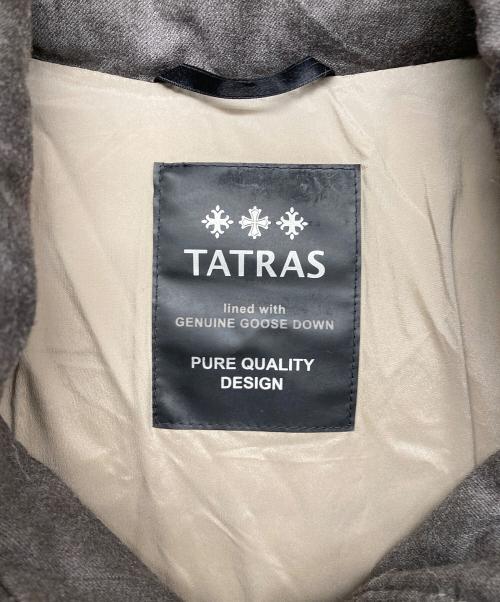 TATRAS
lined with
GENUINE GOOSE DOWN
PURE QUALITY
DESIGN